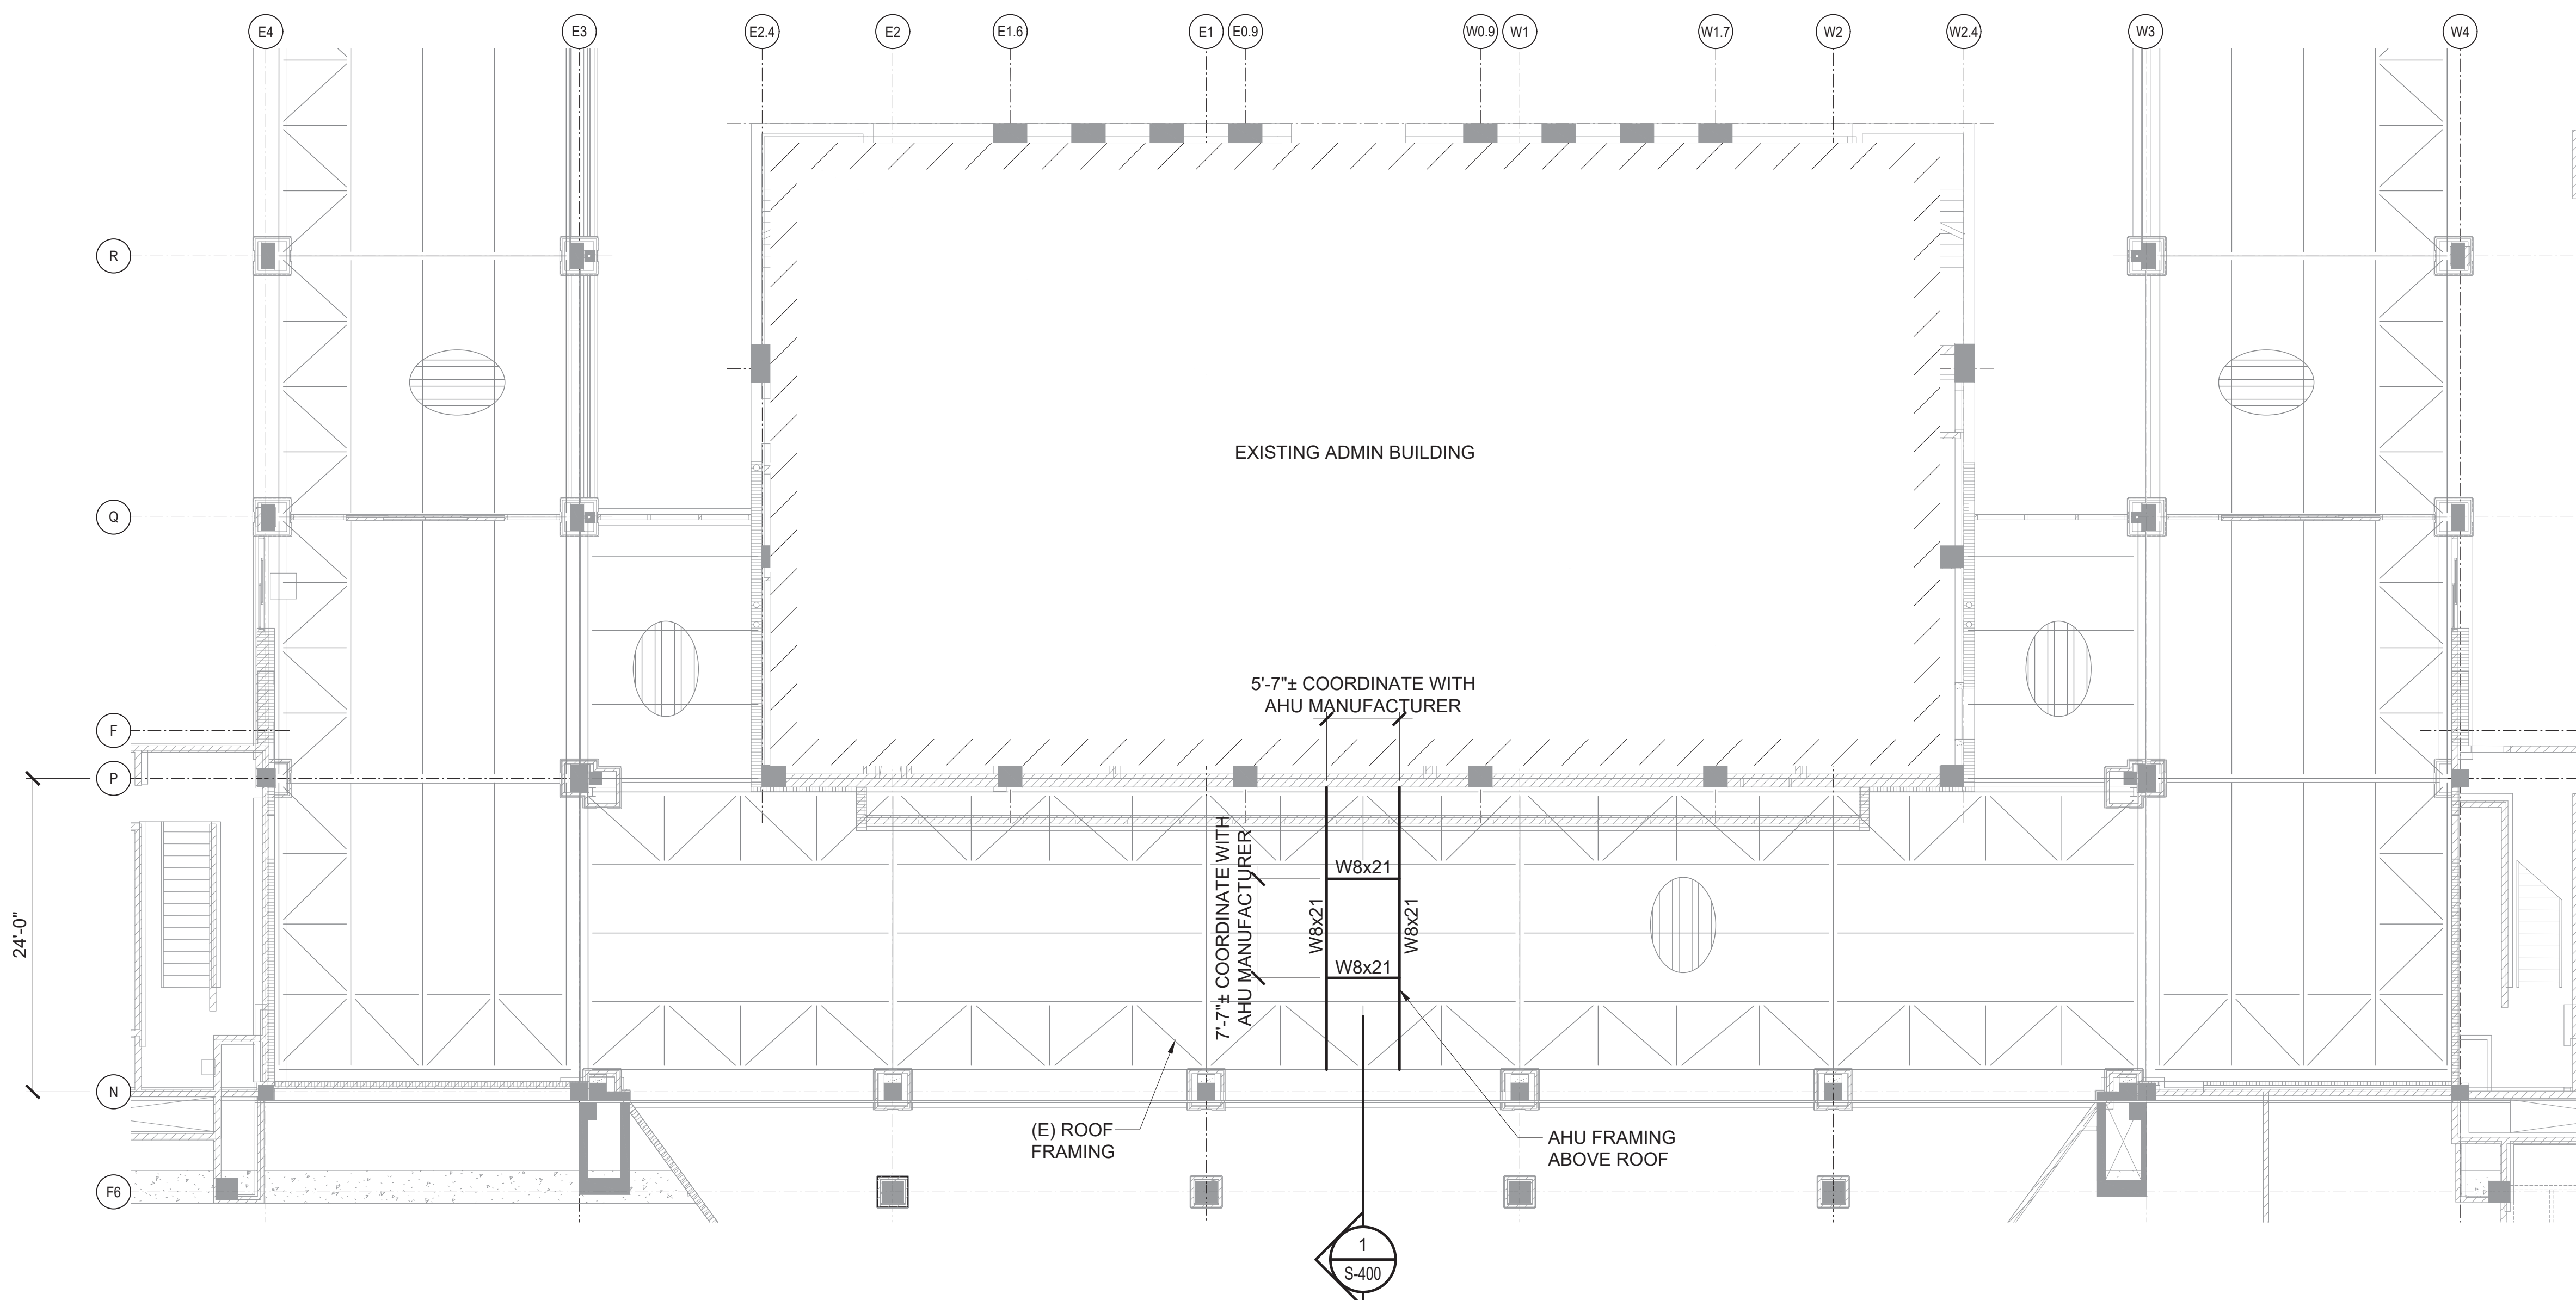 E4
E3
E2.4
E2
E1.6
E1
E0.9
W0.9
W1
W1.7
W2
W2.4
W3
W4
R
Q
F
P
N
F6
24'-0"
EXISTING ADMIN BUILDING
5'-7"± COORDINATE WITH
AHU MANUFACTURER
7'-7"± COORDINATE WITH
AHU MANUFACTURER
W8x21
W8x21
W8x21
W8x21
(E) ROOF
FRAMING
AHU FRAMING
ABOVE ROOF
1
S-400